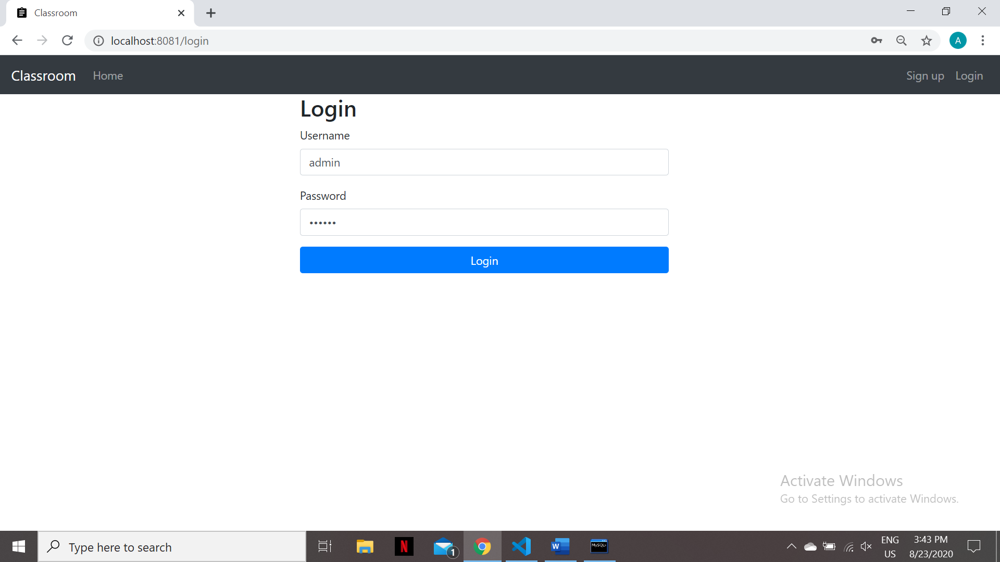 Classroom
localhost:8081/login
A
Classroom Home Sign up Login
Login
Username
admin
Password
••••••
Login
Activate Windows
Go to Settings to activate Windows.
Type here to search
N
1
W
MySQL>
ENG
US
3:43 PM
8/23/2020